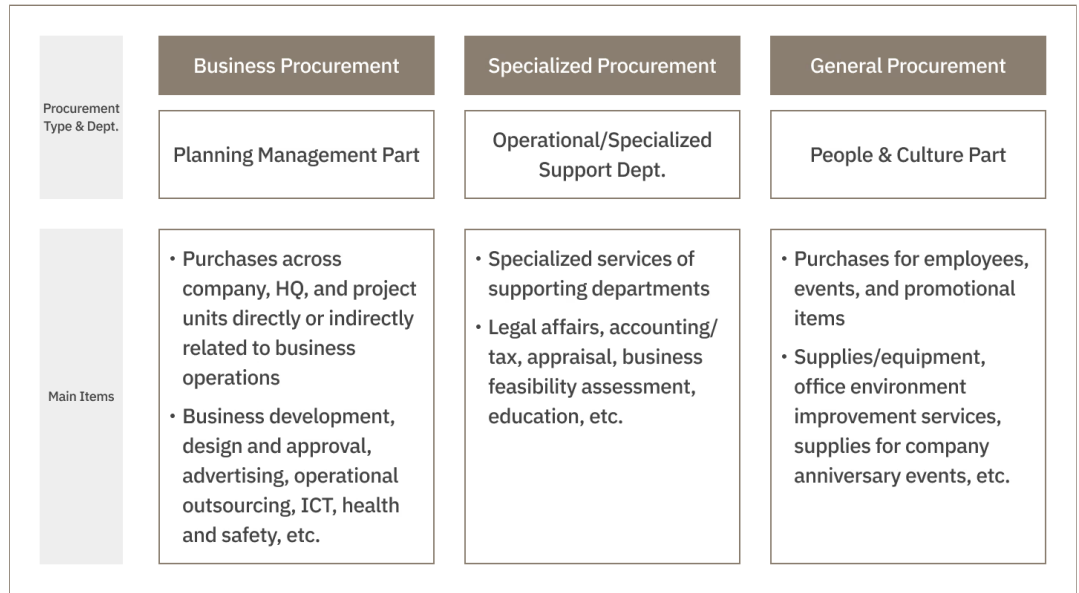 Procurement
Type & Dept.
Business Procurement
Specialized Procurement
General Procurement
Planning Management Part
Operational/Specialized
Support Dept.
People & Culture Part
Main Items
• Purchases across
company, HQ, and project
units directly or indirectly
related to business
operations
• Business development,
design and approval,
advertising, operational
outsourcing, ICT, health
and safety, etc.
• Specialized services of
supporting departments
• Legal affairs, accounting/
tax, appraisal, business
feasibility assessment,
education, etc.
• Purchases for employees,
events, and promotional
items
• Supplies/equipment,
office environment
improvement services,
supplies for company
anniversary events, etc.